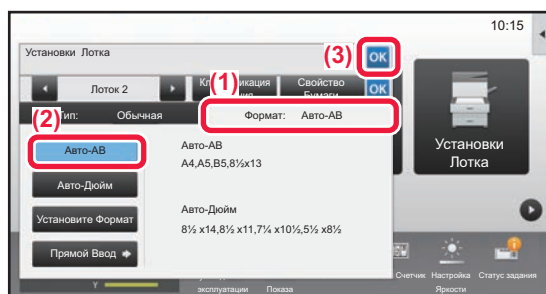 10:15
Установки Лотка
(3)
OK
(1)
Лоток 2
Свойство
Бумаги
OK
(2)
Тип: Обычная
Формат: Авто-AB
Авто-AB
Авто-AB
A4,A5,B5,8½x13
Авто-Дюйм
Установите Формат
Авто-Дюйм
8½ x14,8½ x11,7¼ x10½,5½ x8½
Прямой Ввод
Установки
Лотка
Y
эксплуатации
Показа
Счетчик
Настройка
Яркости
Статус задания